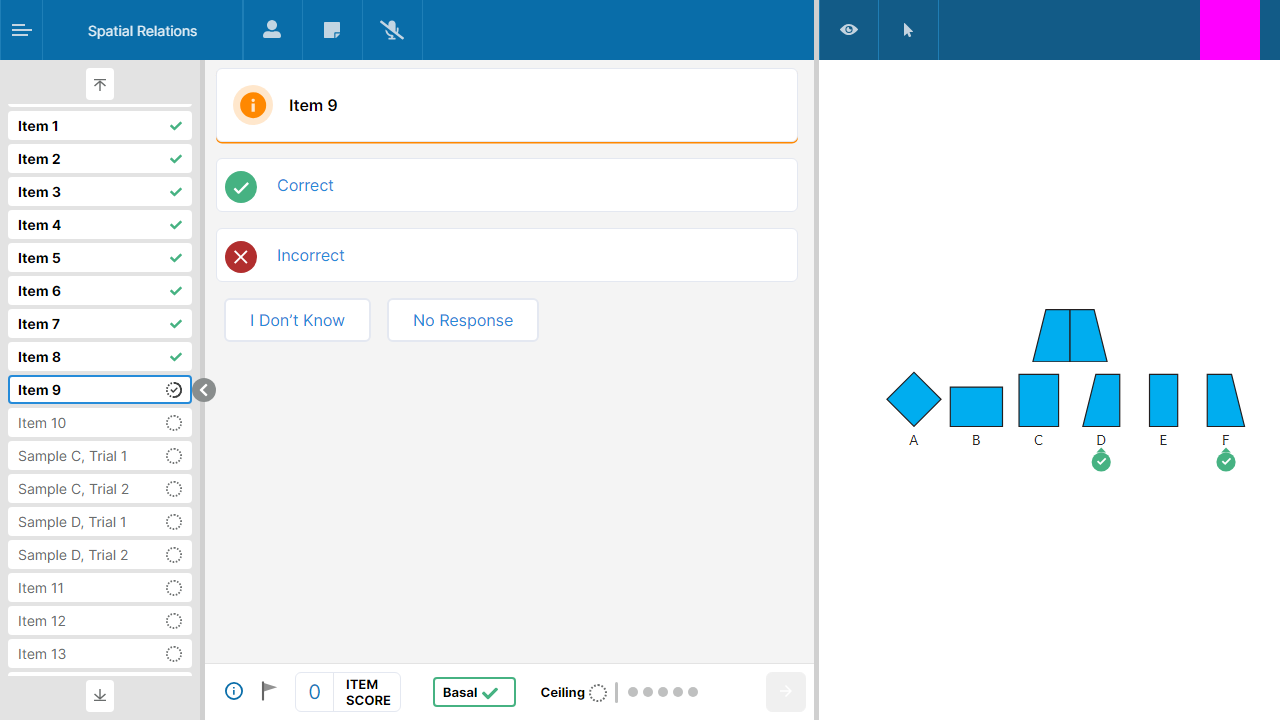 Spatial Relations
Item 1
Item 2
Item 3
Item 4
Item 5
Item 6
Item 7
Item 8
Item 9
Item 10
Sample C, Trial 1
Sample C, Trial 2
Sample D, Trial 1
Sample D, Trial 2
Item 11
Item 12
Item 13
Item 9
Correct
Incorrect
I Don’t Know
No Response
0
ITEM
SCORE
Basal
Ceiling
A B C D E F